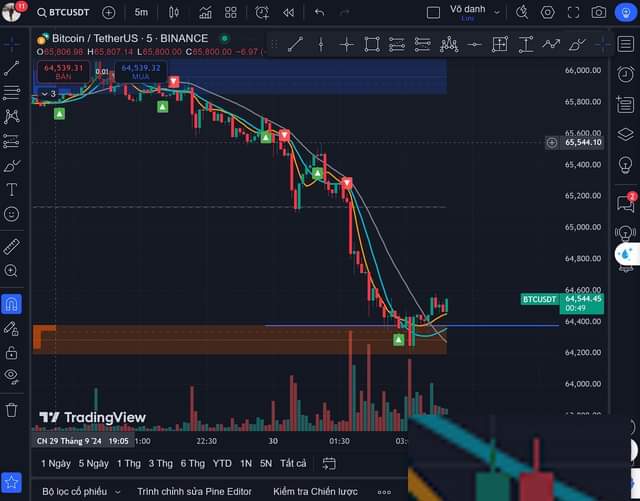 11
BTCUSDT
5m
Vô danh
Lưu
Bitcoin / TetherUS · 5 · BINANCE
O65,806.98 H65,807.14 L65,800.00 C65,800.00 −6.97
64,539.31
BÁN
0.01
64,539.32
MUA
3
66,000.00
65,800.00
65,600.00
65,544.10
65,400.00
65,200.00
65,000.00
64,800.00
64,600.00
BTCUSDT
64,544.45
00:49
64,400.00
64,200.00
64,000.00
2
TradingView
CN 29 Tháng 9 '24 19:05
1:00
22:30
30
01:30
1 Ngày 5 Ngày 1 Thg 3 Thg 6 Thg YTD 1N 5N Tất cả
Bộ lọc cổ phiếu
Trình chỉnh sửa Pine Editor
Kiểm tra Chiến lược